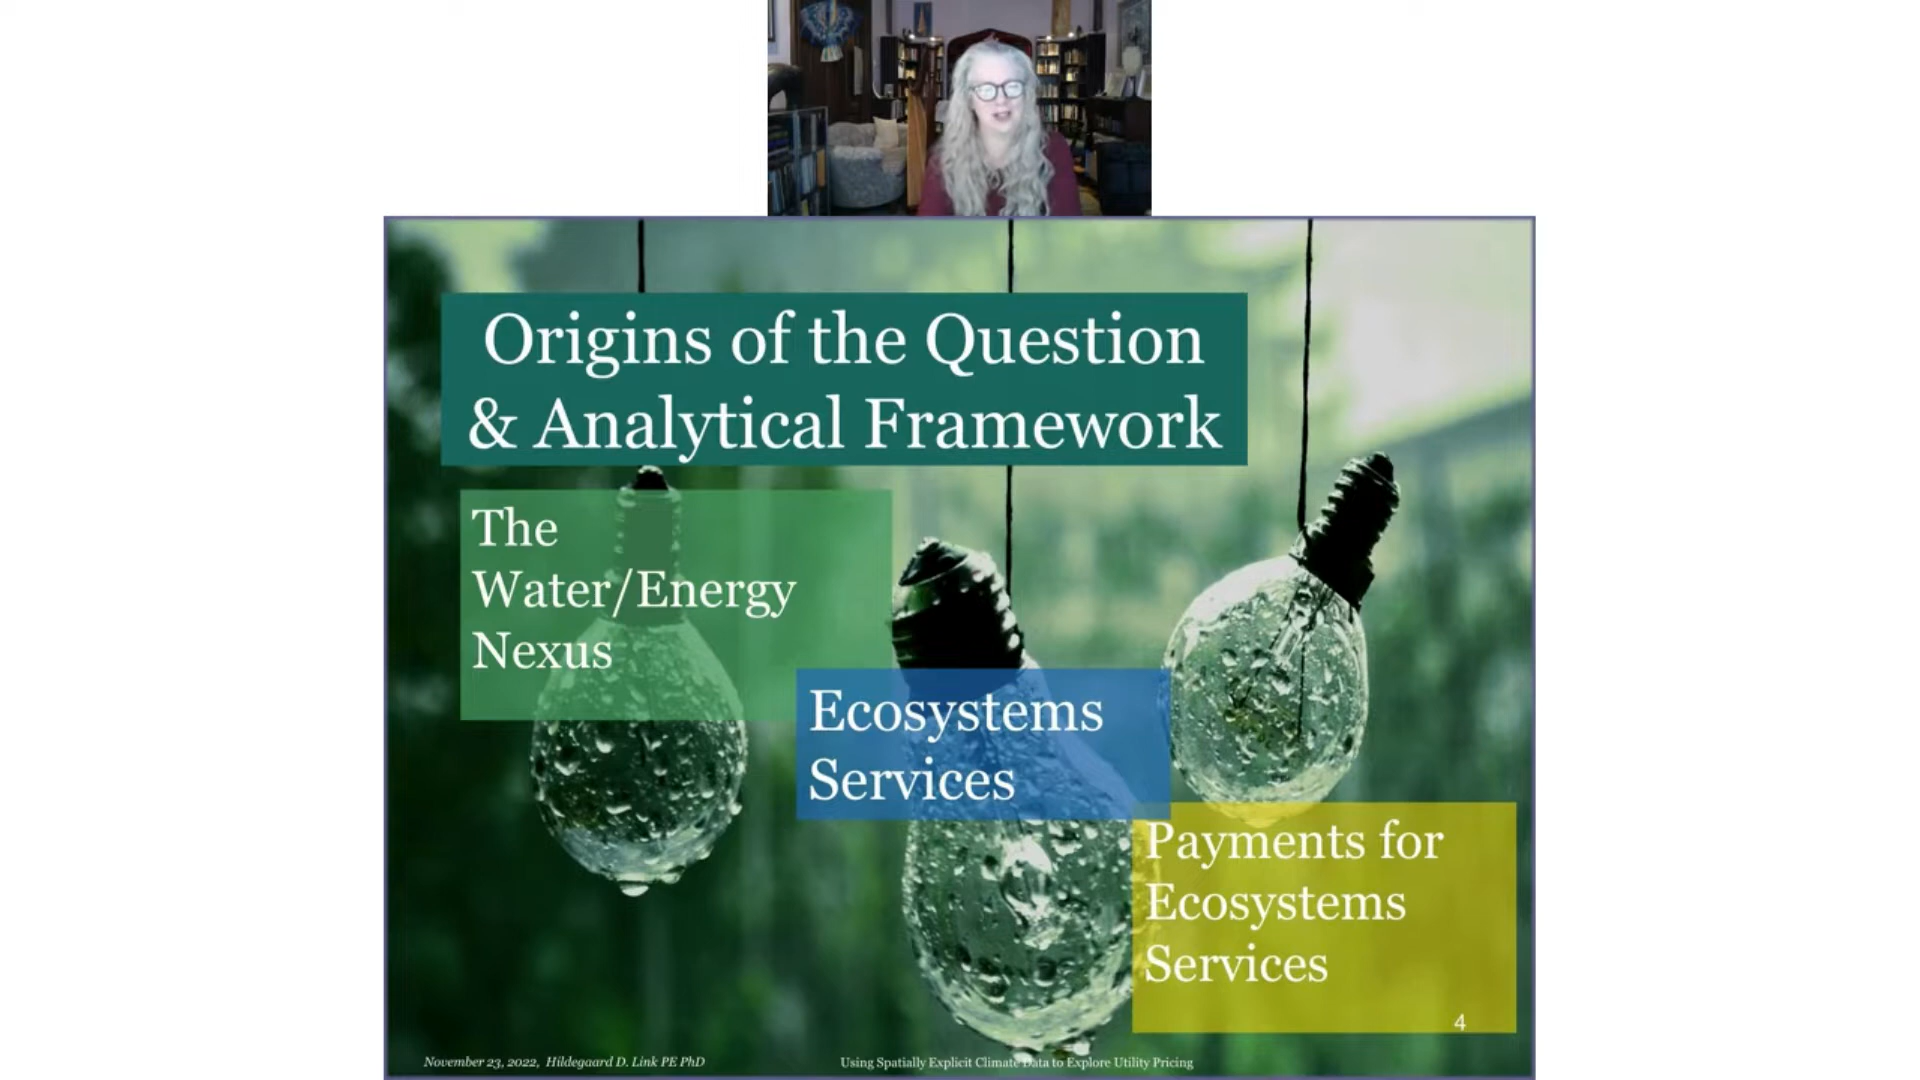 Origins of the Question
& Analytical Framework
The
Water/Energy
Nexus
Ecosystems
Services
Payments for
Ecosystems
Services
4
November 23, 2022, Hildegaard D. Link PE PhD
Using Spatially Explicit Climate Data to Explore Utility Pricing